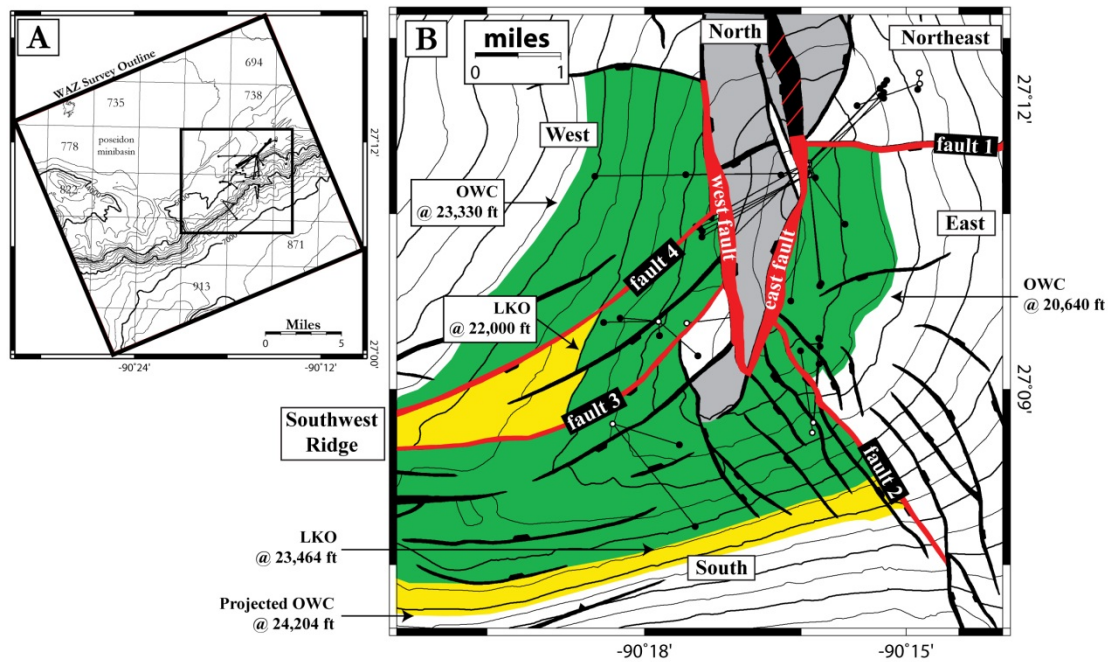 A
WAZ Survey Outline
694
735
738
poseidon
minibasin
778
822
7000
871
913
Miles
0 5
27°12'
27°00'
-90°24'
-90°12'
B
miles
0 1
North
Northeast
West
OWC
@ 23,330 ft
fault 1
west fault
east fault
East
fault 4
OWC
@ 20,640 ft
LKO
@ 22,000 ft
fault 3
Southwest
Ridge
fault 2
LKO
@ 23,464 ft
South
Projected OWC
@ 24,204 ft
27°12'
27°09'
-90°18'
-90°15'